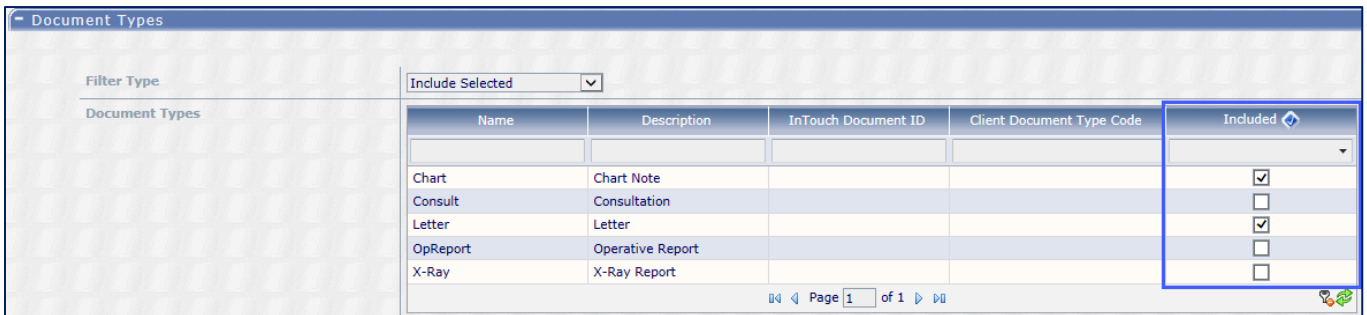 Document Types
Filter Type
Include Selected
Document Types
Name Description InTouch Document ID Client Document Type Code Included
Chart Chart Note
Consult Consultation
Letter Letter
OpReport Operative Report
X-Ray X-Ray Report
Page 1 of 1